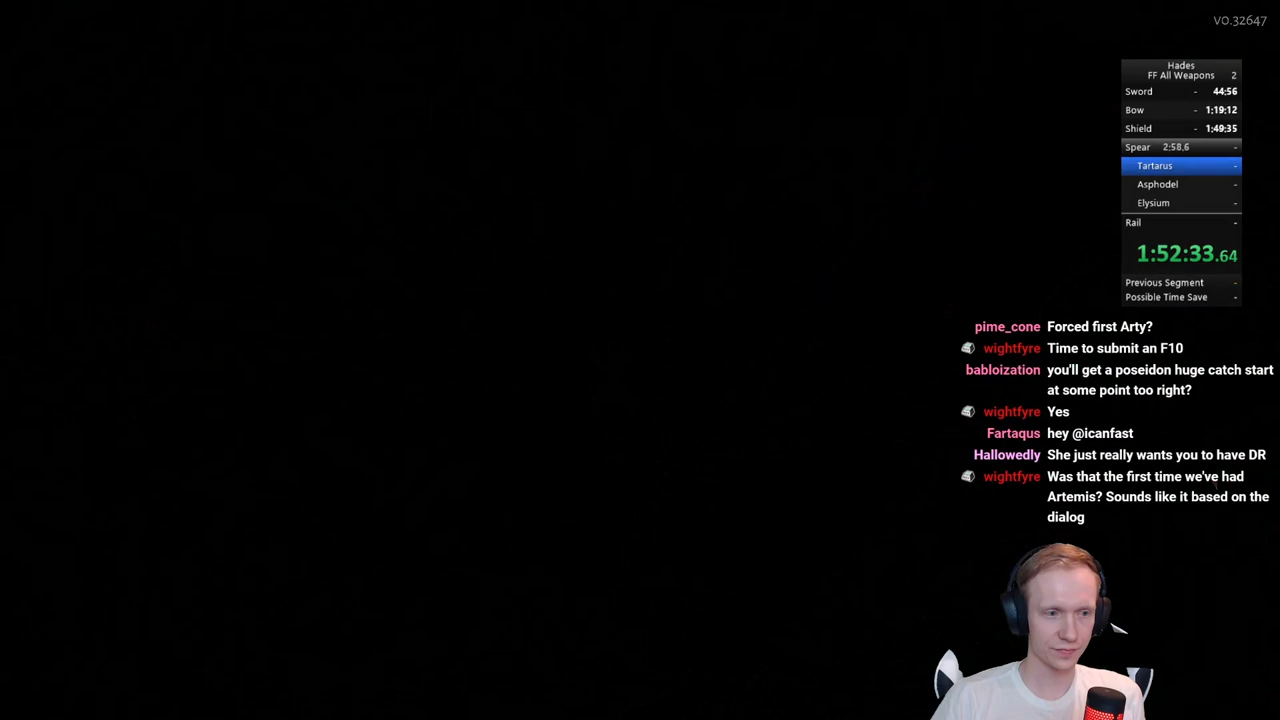 V0.32647
Hades
FF All Weapons 2
Sword - 44:56
Bow - 1:19:12
Shield - 1:49:35
Spear 2:58.6 -
Tartarus -
Asphodel -
Elysium -
Rail -
1:52:33.64
Previous Segment -
Possible Time Save -
pime_cone Forced first Arty?
wightfyre Time to submit an F10
babloization you'll get a poseidon huge catch start
at some point too right?
wightfyre Yes
Fartaqus hey @icanfast
Hallowedly She just really wants you to have DR
wightfyre Was that the first time we've had
Artemis? Sounds like it based on the
dialog